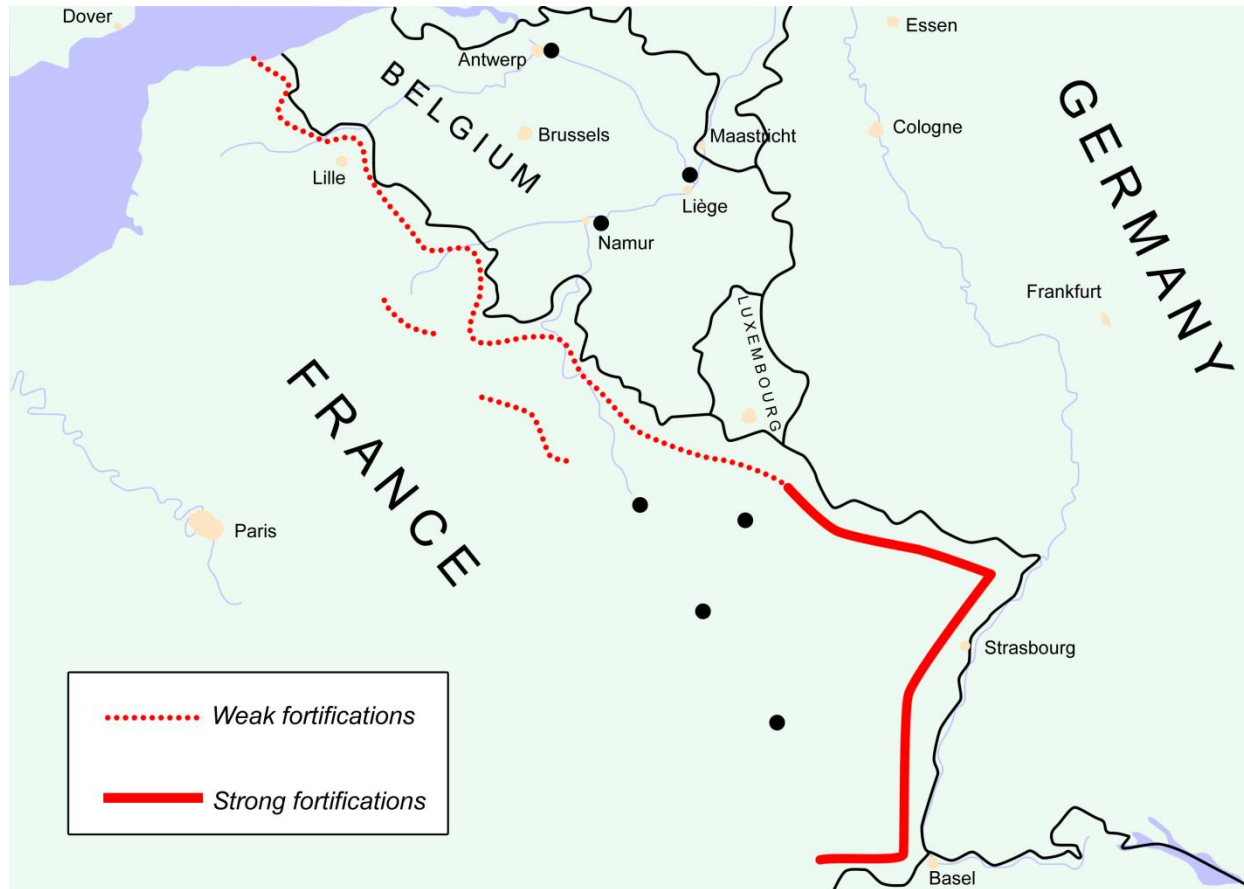 Dover
Essen
Antwerp
BELGIUM
GERMANY
Brussels
Maastricht
Cologne
Lille
Liège
Namur
Frankfurt
LUXEMBOURG
FRANCE
Paris
Strasbourg
Weak fortifications
Strong fortifications
Basel